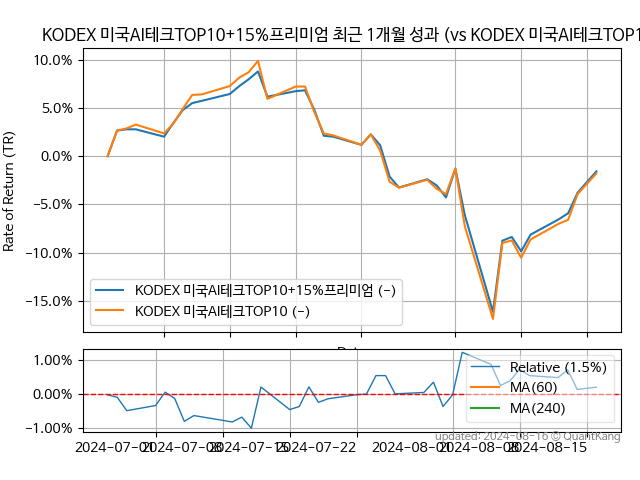 KODEX 미국AI테크TOP10+15%프리미엄 최근 1개월 성과 (vs KODEX 미국AI테크TOP1
10.0%
5.0%
0.0%
−5.0%
−10.0%
−15.0%
Rate of Return (TR)
KODEX 미국AI테크TOP10+15%프리미엄 (-)
KODEX 미국AI테크TOP10 (-)
1.00%
0.00%
−1.00%
Relative (1.5%)
MA(60)
MA(240)
updated: 2024-08-16 © QuantKang
2024-07-01 2024-07-08 2024-07-15 2024-07-22 2024-08-01 2024-08-08 2024-08-15